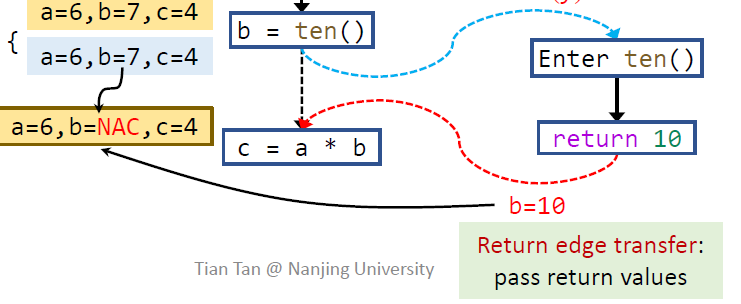 a=6,b=7,c=4
{
a=6,b=7,c=4
a=6,b=NAC,c=4
b = ten()
c = a * b
Enter ten()
return 10
b=10
Return edge transfer:
pass return values
Tian Tan @ Nanjing University